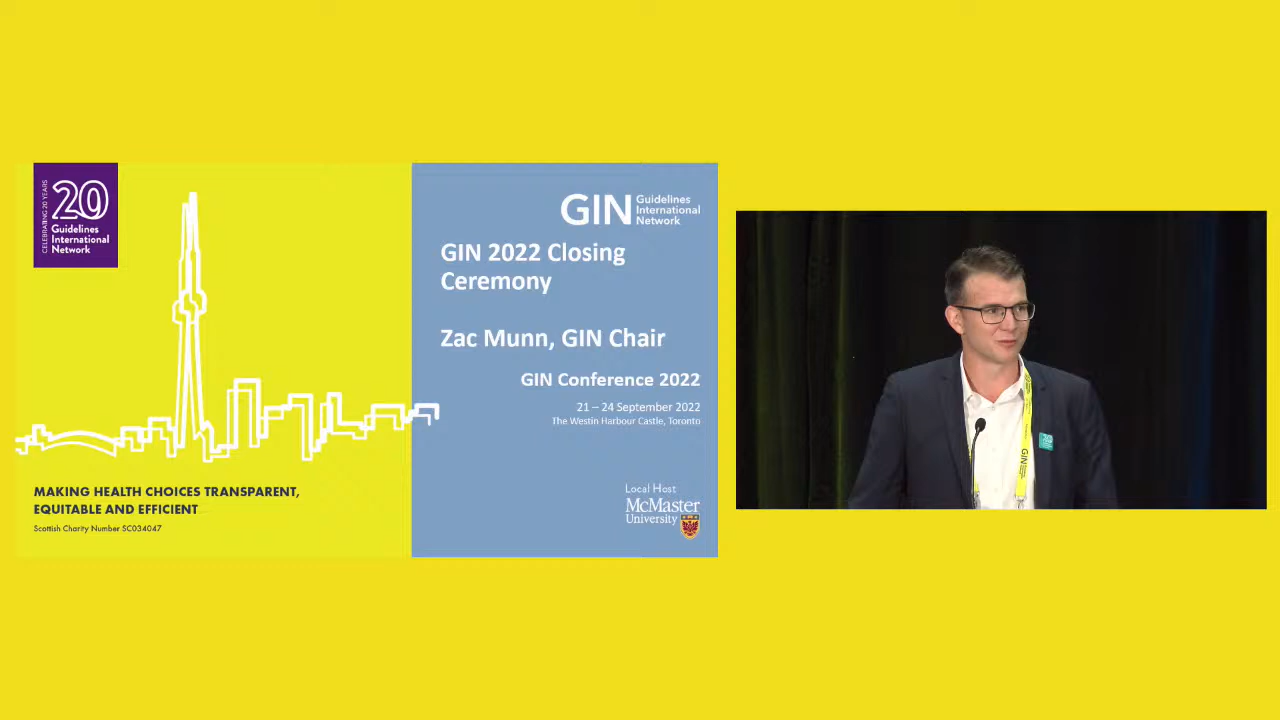 CELEBRATING 20 YEARS
20
Guidelines
International
Network
MAKING HEALTH CHOICES TRANSPARENT,
EQUITABLE AND EFFICIENT
Scottish Charity Number SC034047
GIN Guidelines
International
Network
GIN 2022 Closing
Ceremony
Zac Munn, GIN Chair
GIN Conference 2022
21 – 24 September 2022
The Westin Harbour Castle, Toronto
Local Host
McMaster
University
GIN
20